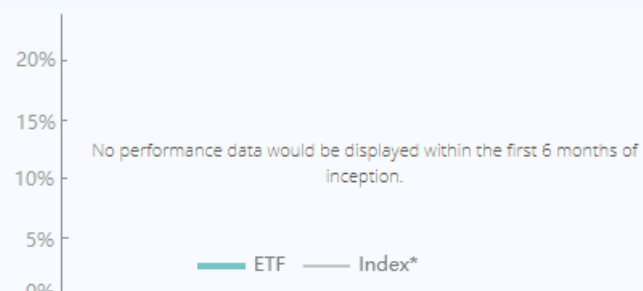 20%
15%
No performance data would be displayed within the first 6 months of
inception.
10%
5%
ETF Index*
0%